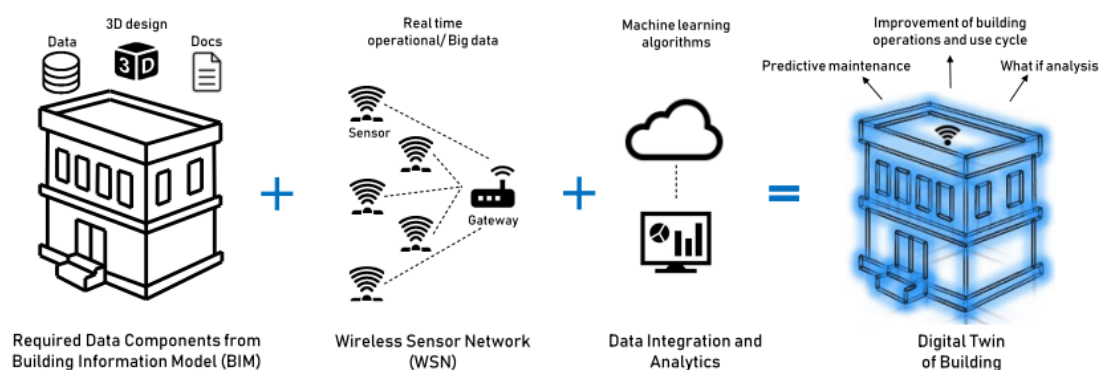 3D design
Data
Docs
3D
Required Data Components from
Building Information Model (BIM)
+
Real time
operational/ Big data
Sensor
Gateway
Wireless Sensor Network
(WSN)
+
Machine learning
algorithms
Data Integration and
Analytics
=
Improvement of building
operations and use cycle
Predictive maintenance
What if analysis
Digital Twin
of Building